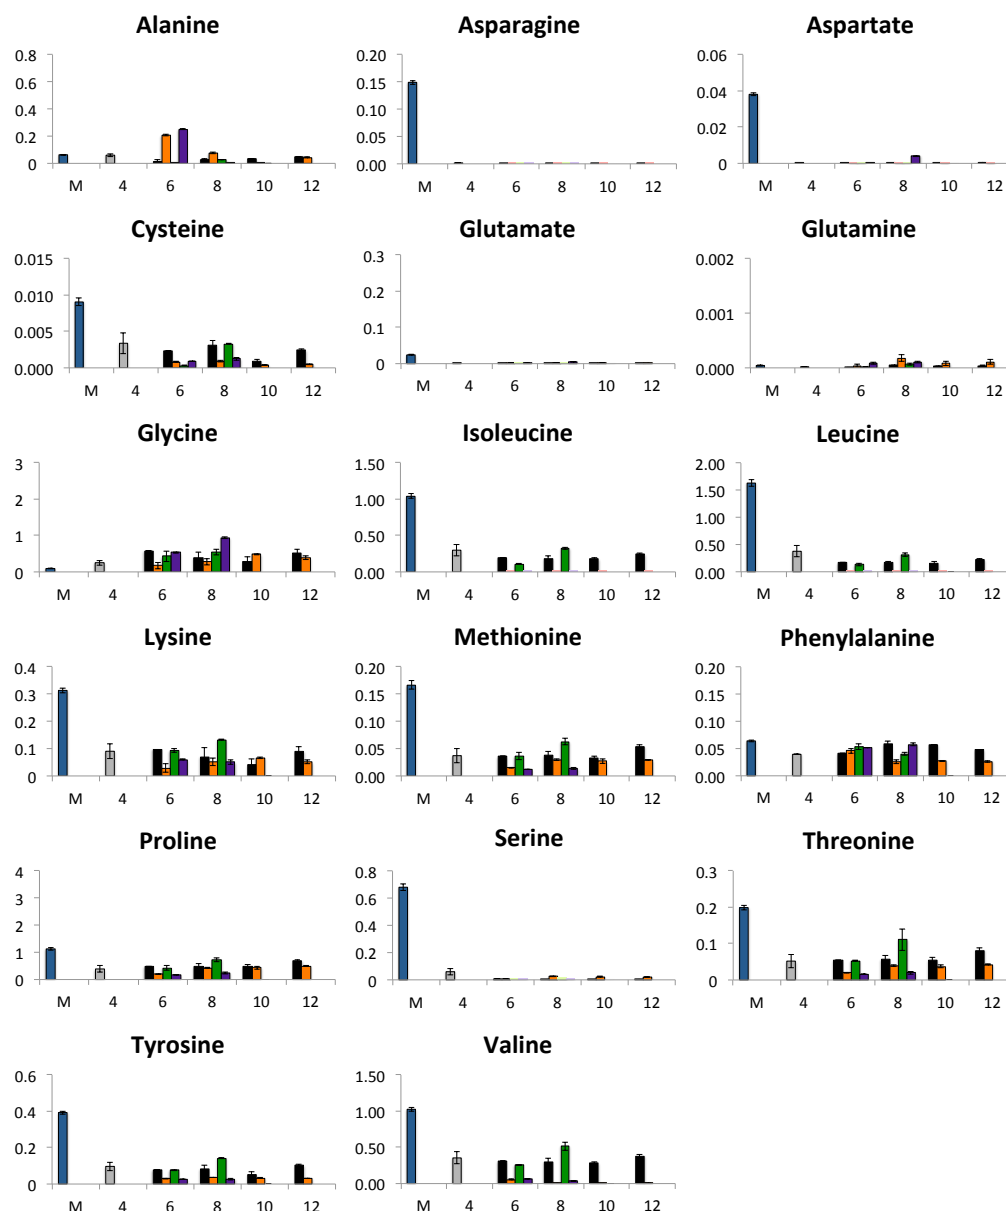 Alanine
0.8
0.6
0.4
0.2
0
M 4 6 8 10 12
Asparagine
0.20
0.15
0.10
0.05
0.00
M 4 6 8 10 12
Aspartate
0.06
0.04
0.02
0
M 4 6 8 10 12
Cysteine
0.015
0.010
0.005
0.000
M 4 6 8 10 12
Glutamate
0.3
0.2
0.1
0
M 4 6 8 10 12
Glutamine
0.002
0.001
0.000
M 4 6 8 10 12
Glycine
3
2
1
0
M 4 6 8 10 12
Isoleucine
1.50
1.00
0.50
0.00
M 4 6 8 10 12
Leucine
2.00
1.50
1.00
0.50
0.00
M 4 6 8 10 12
Lysine
0.4
0.3
0.2
0.1
0
M 4 6 8 10 12
Methionine
0.20
0.15
0.10
0.05
0.00
M 4 6 8 10 12
Phenylalanine
0.20
0.15
0.10
0.05
0.00
M 4 6 8 10 12
Proline
4
3
2
1
0
M 4 6 8 10 12
Serine
0.8
0.6
0.4
0.2
0
M 4 6 8 10 12
Threonine
0.3
0.2
0.1
0
M 4 6 8 10 12
Tyrosine
0.6
0.4
0.2
0
M 4 6 8 10 12
Valine
1.50
1.00
0.50
0.00
M 4 6 8 10 12